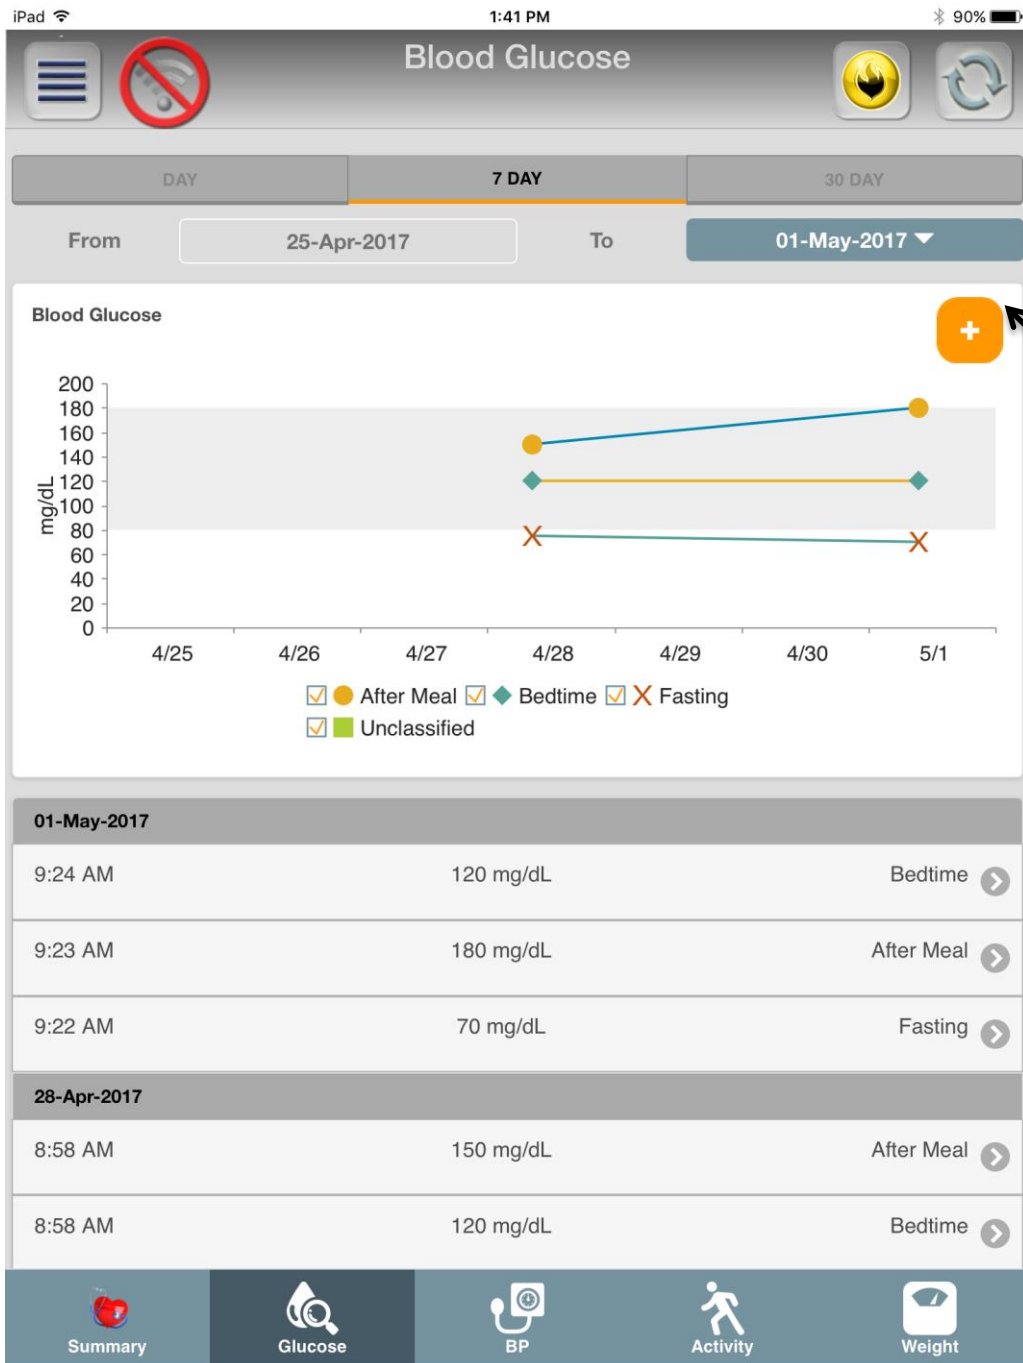 iPad 1:41 PM 90%
Blood Glucose
DAY 7 DAY 30 DAY
From 25-Apr-2017 To 01-May-2017
Blood Glucose
+
200
180
160
140
120
100
80
60
40
20
0
mg/dL
4/25 4/26 4/27 4/28 4/29 4/30 5/1
After Meal Bedtime Fasting
Unclassified
01-May-2017
9:24 AM 120 mg/dL Bedtime
9:23 AM 180 mg/dL After Meal
9:22 AM 70 mg/dL Fasting
28-Apr-2017
8:58 AM 150 mg/dL After Meal
8:58 AM 120 mg/dL Bedtime
Summary Glucose BP Activity Weight